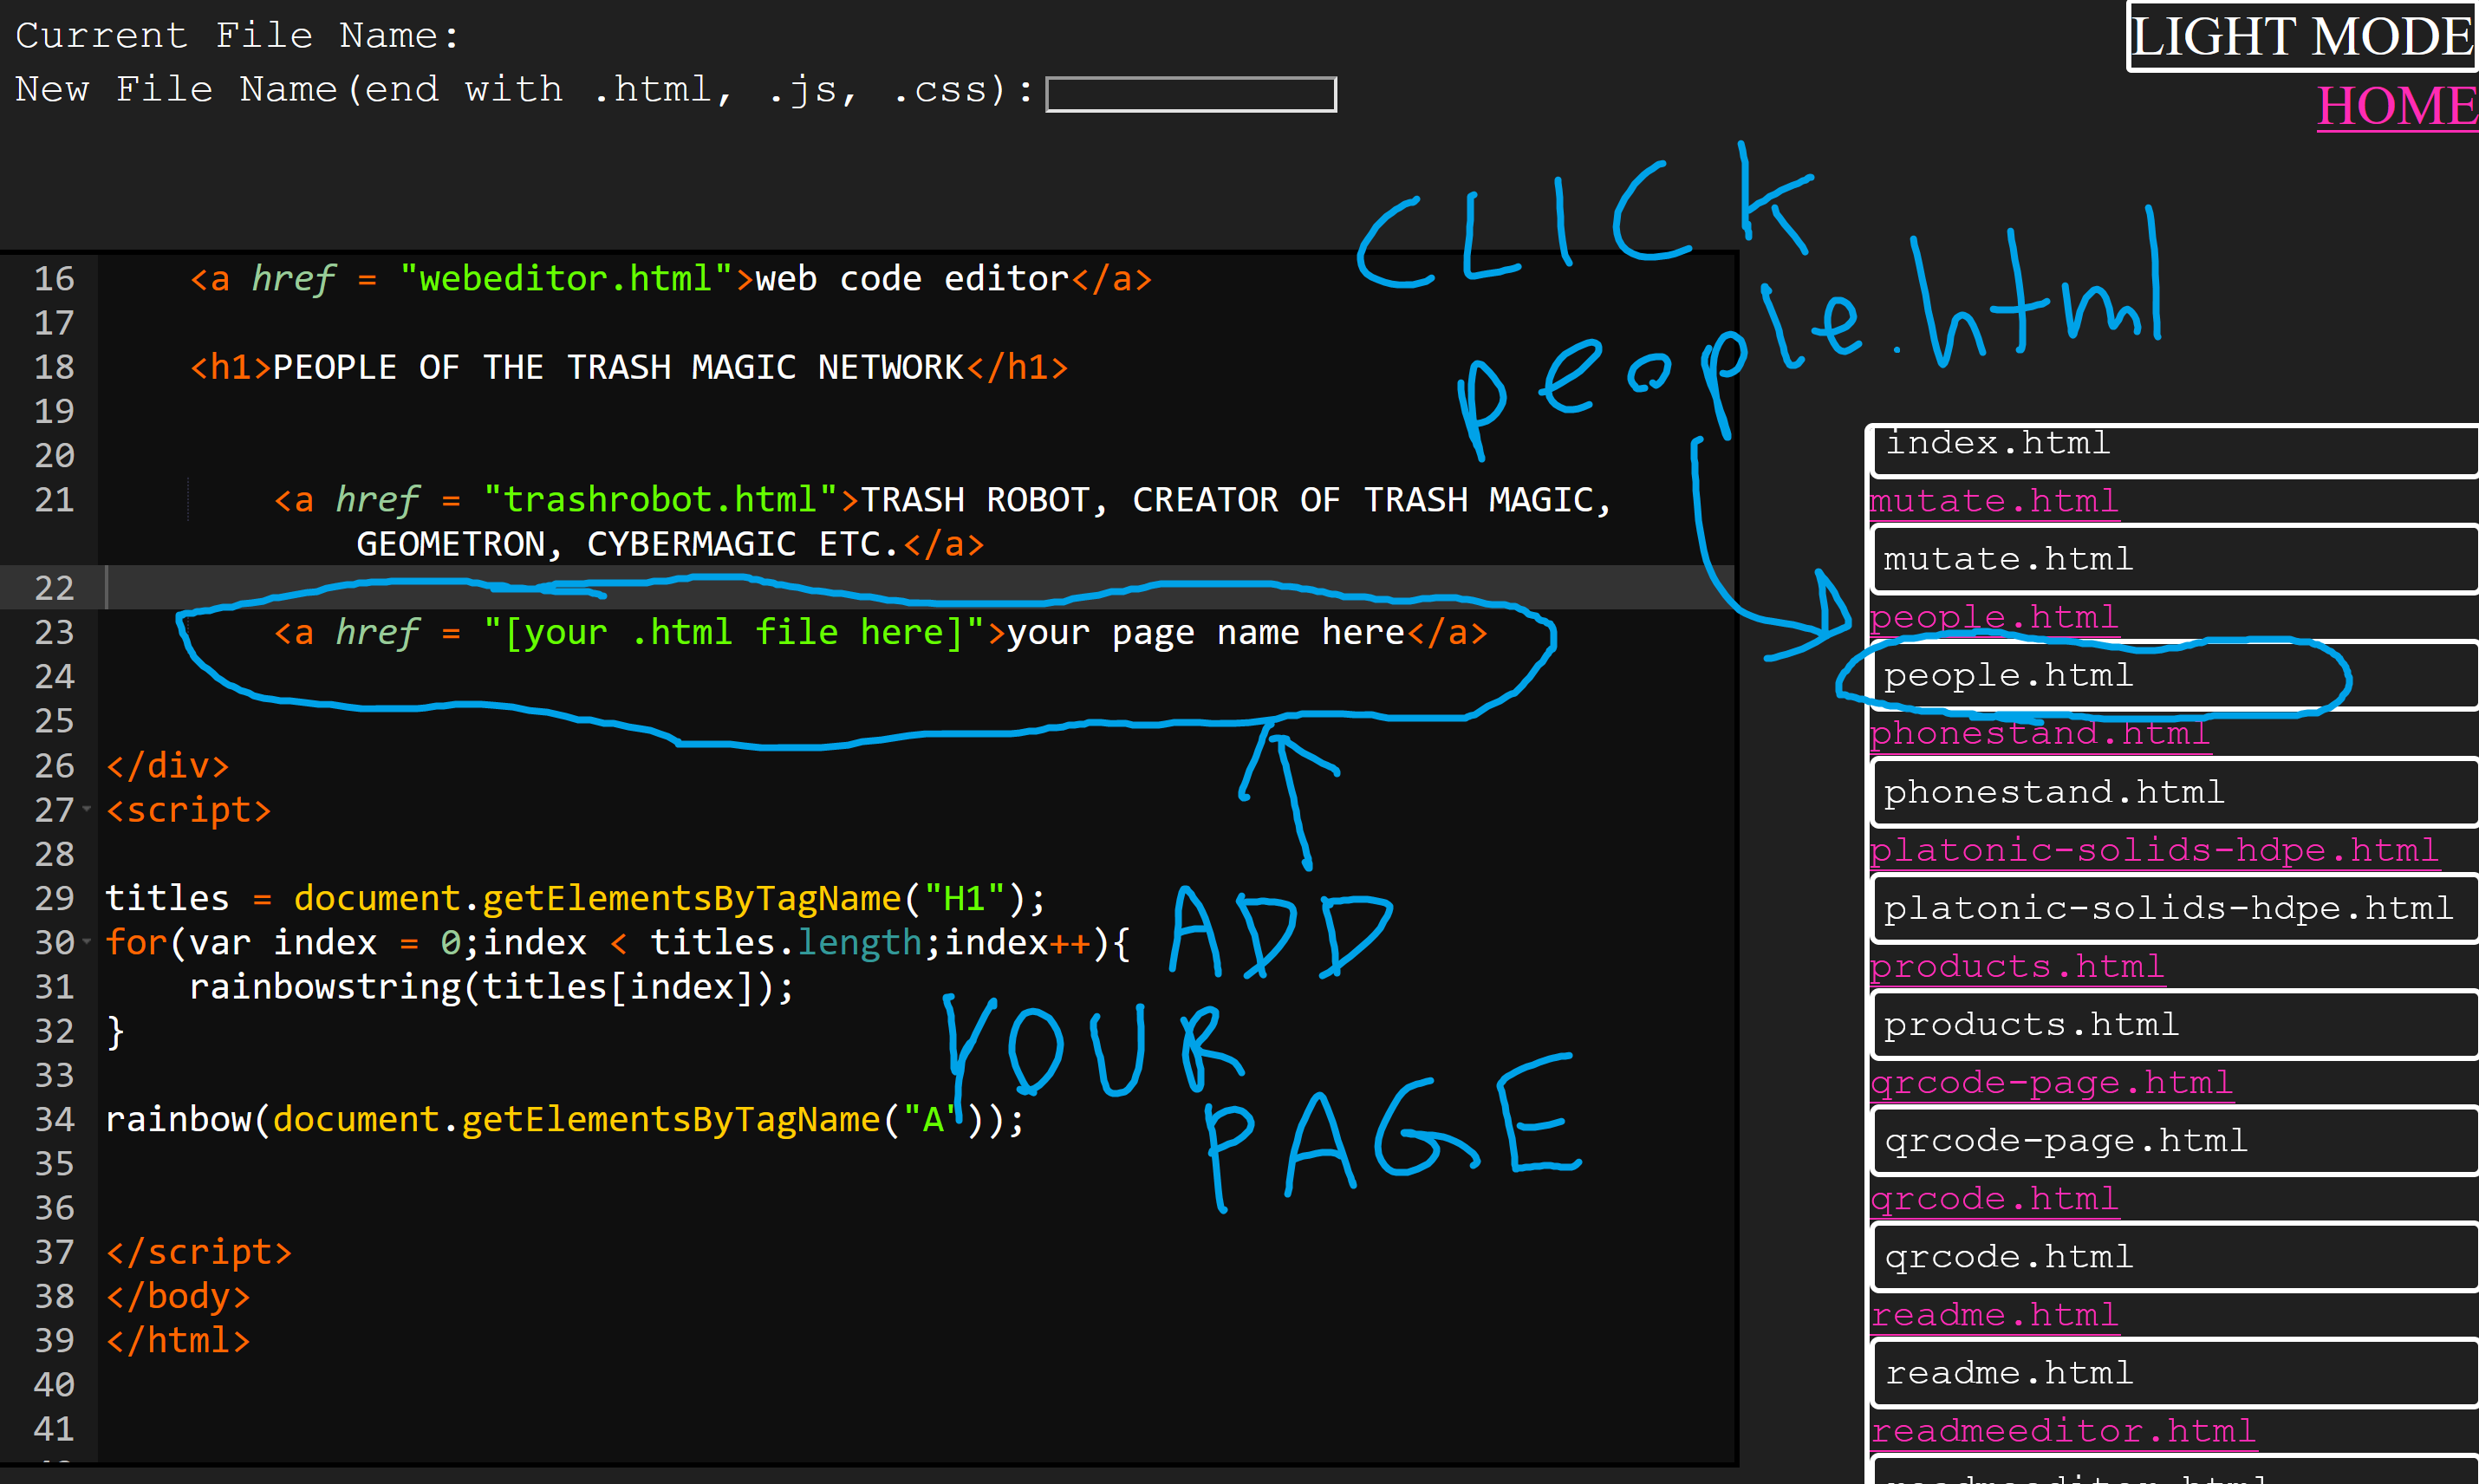 Current File Name:
New File Name(end with .html, .js, .css):
LIGHT MODE
HOME
CLICK
people.html
16 <a href = "webeditor.html">web code editor</a>
17
18 <h1>PEOPLE OF THE TRASH MAGIC NETWORK</h1>
19
20
21 <a href = "trashrobot.html">TRASH ROBOT, CREATOR OF TRASH MAGIC,
GEOMETRON, CYBERMAGIC ETC.</a>
22
23 <a href = "[your .html file here]">your page name here</a>
24
25
26 </div>
27 <script>
28
29 titles = document.getElementsByTagName("H1");
30 for(var index = 0;index < titles.length;index++){
31 rainbowstring(titles[index]);
32 }
33
34 rainbow(document.getElementsByTagName("A"));
35
36
37 </script>
38 </body>
39 </html>
40
41
ADD
YOUR
PAGE
index.html
mutate.html
mutate.html
people.html
people.html
phonestand.html
phonestand.html
platonic-solids-hdpe.html
platonic-solids-hdpe.html
products.html
products.html
qrcode-page.html
qrcode-page.html
qrcode.html
qrcode.html
readme.html
readme.html
readmeeditor.html